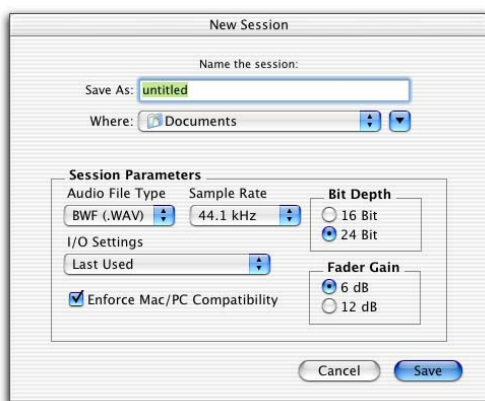 New Session
Name the session:
Save As: untitled
Where: Documents
Session Parameters
Audio File Type Sample Rate
BWF (.WAV) 44.1 kHz
I/O Settings
Last Used
Enforce Mac/PC Compatibility
Bit Depth
16 Bit
24 Bit
Fader Gain
6 dB
12 dB
Cancel Save